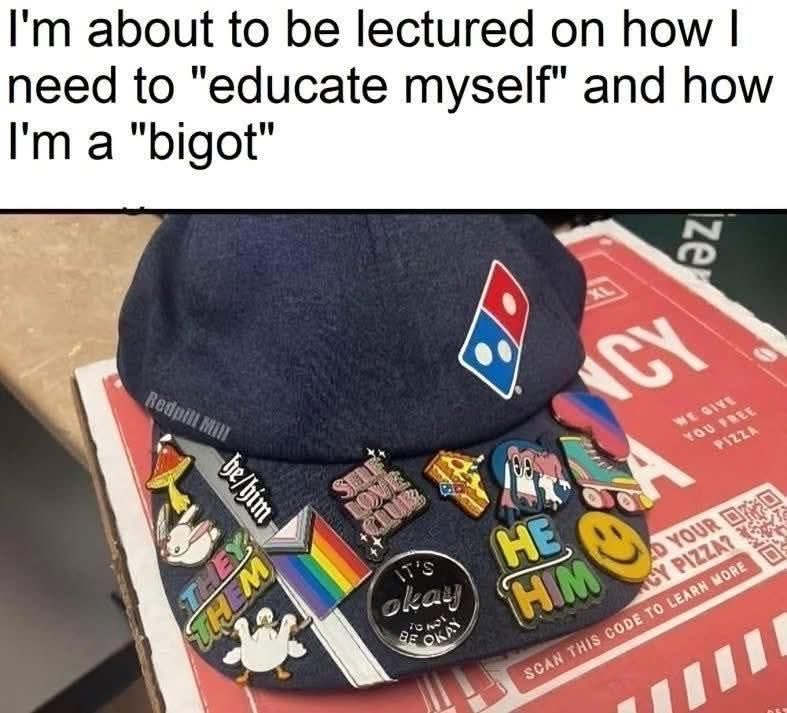 I'm about to be lectured on how I
need to "educate myself" and how
I'm a "bigot"
ze
XL
NCY
WE GIVE
YOU FREE
PIZZA
Redpill Mill
he/him
SELF
LOVE
CLUB
THEY
THEM
IT'S
okay
TO NOT
BE OKAY
HE
HIM
D YOUR
CY PIZZA?
SCAN THIS CODE TO LEARN MORE